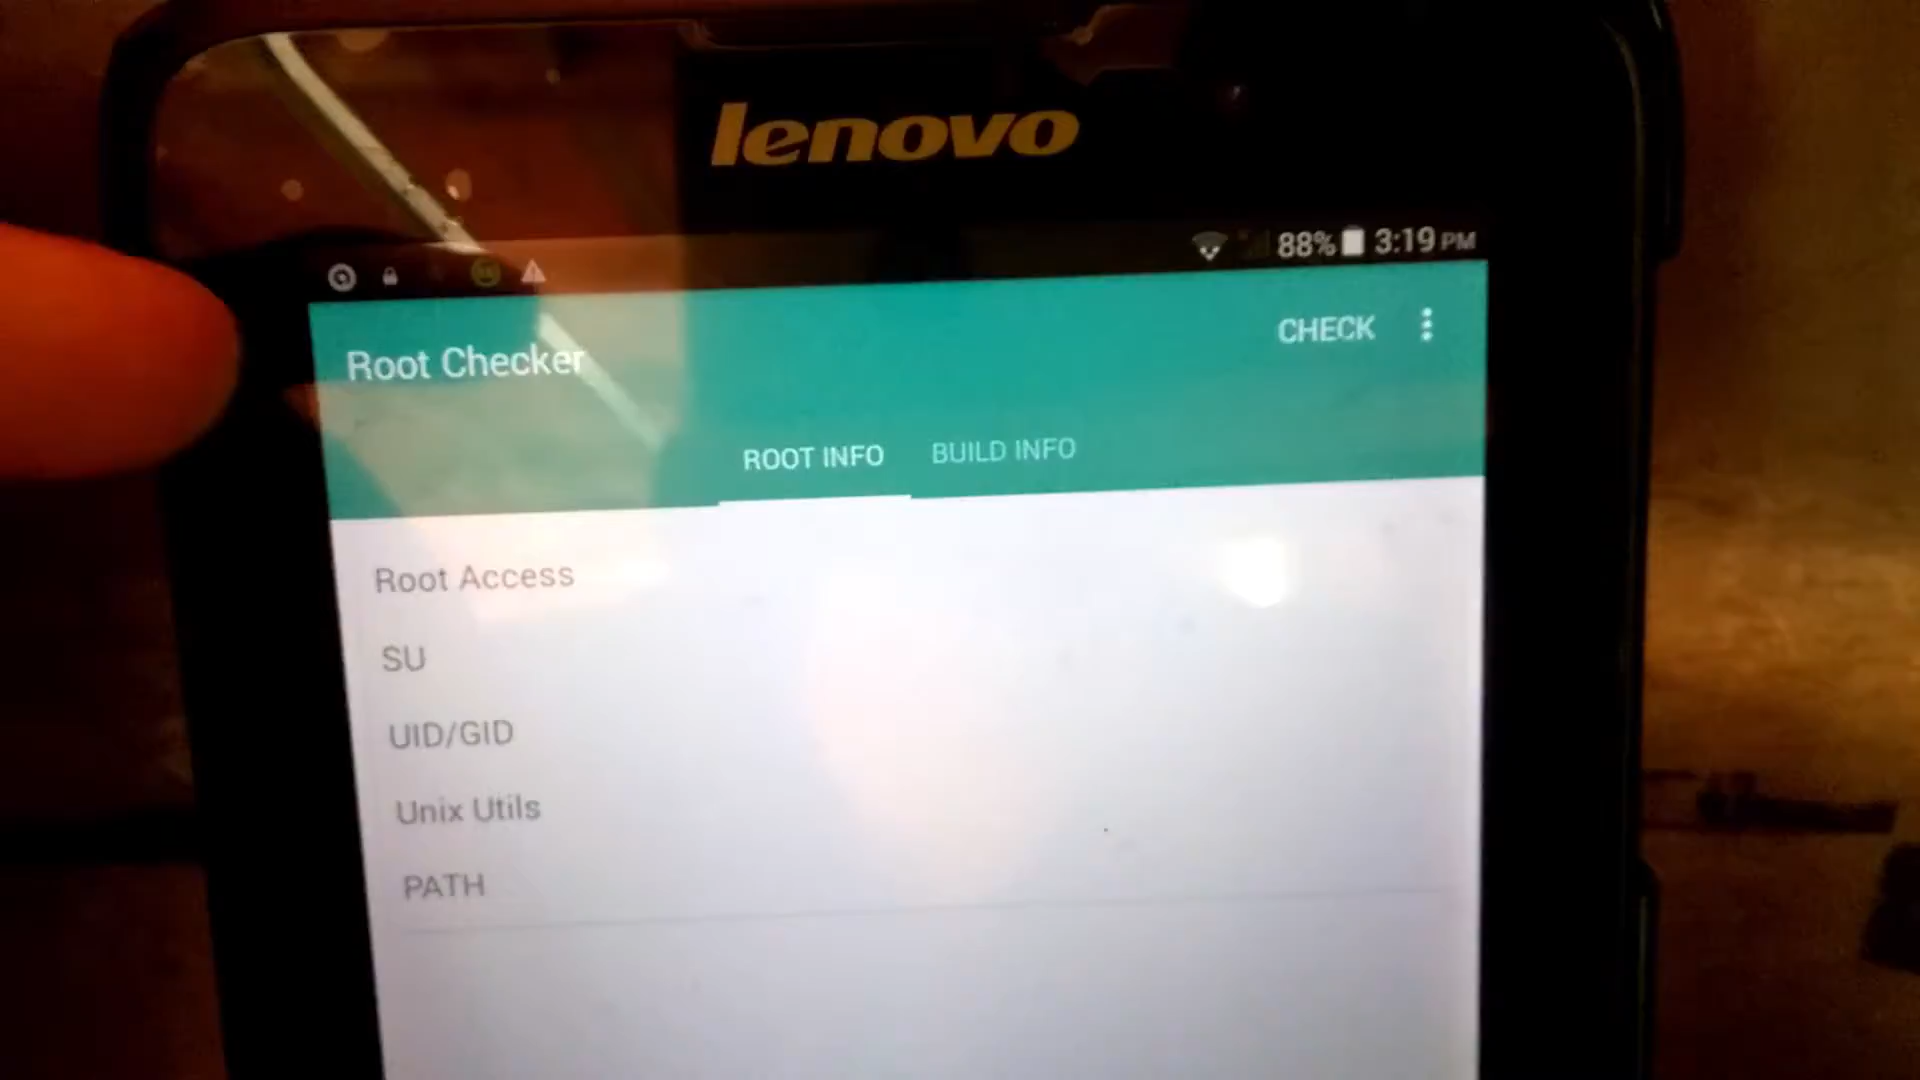 lenovo
88% 3:19 PM
CHECK
Root Checker
ROOT INFO BUILD INFO
Root Access
SU
UID/GID
Unix Utils
PATH